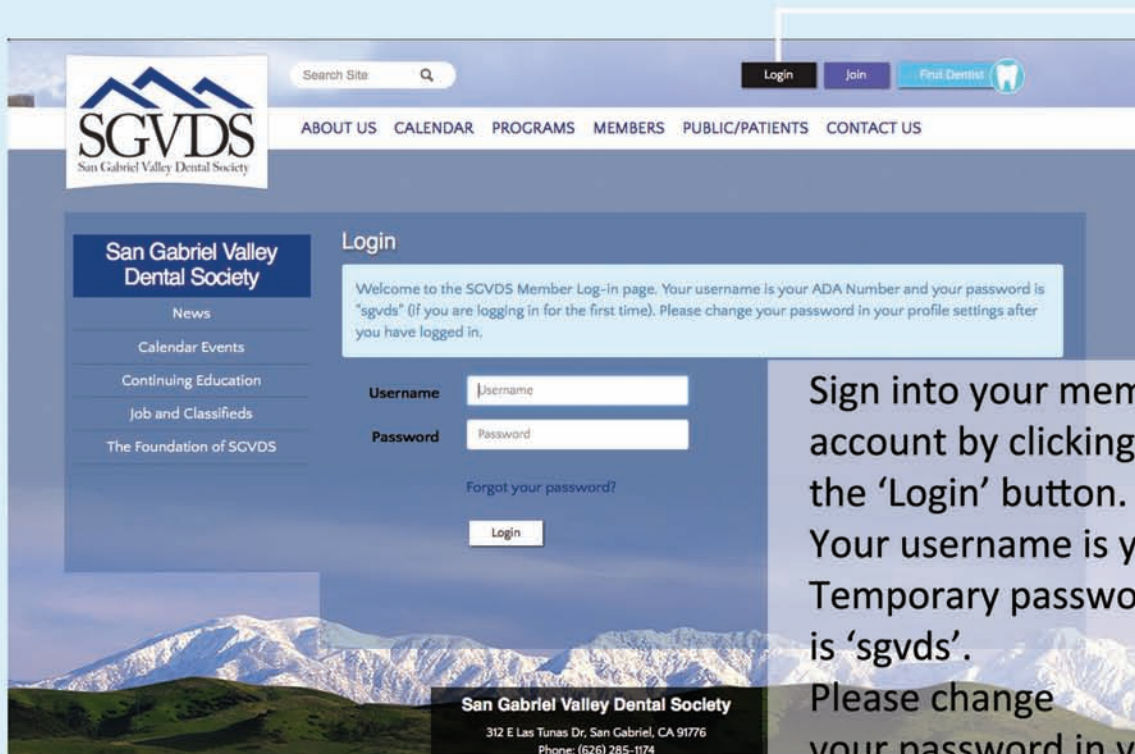 SGVDS
San Gabriel Valley Dental Society
Search Site
Login
Join
Find Dentist
ABOUT US CALENDAR PROGRAMS MEMBERS PUBLIC/PATIENTS CONTACT US
San Gabriel Valley
Dental Society
News
Calendar Events
Continuing Education
Job and Classifieds
The Foundation of SGVDS
Login
Welcome to the SGVDS Member Log-in page. Your username is your ADA Number and your password is
"sgvds" (if you are logging in for the first time). Please change your password in your profile settings after
you have logged in.
Username
Username
Password
Password
Forgot your password?
Login
Sign into your mem
account by clicking
the ‘Login’ button.
Your username is y
Temporary passwo
is ‘sgvds’.
Please change
your password in y
San Gabriel Valley Dental Society
312 E Las Tunas Dr, San Gabriel, CA 91776
Phone: (626) 285-1174